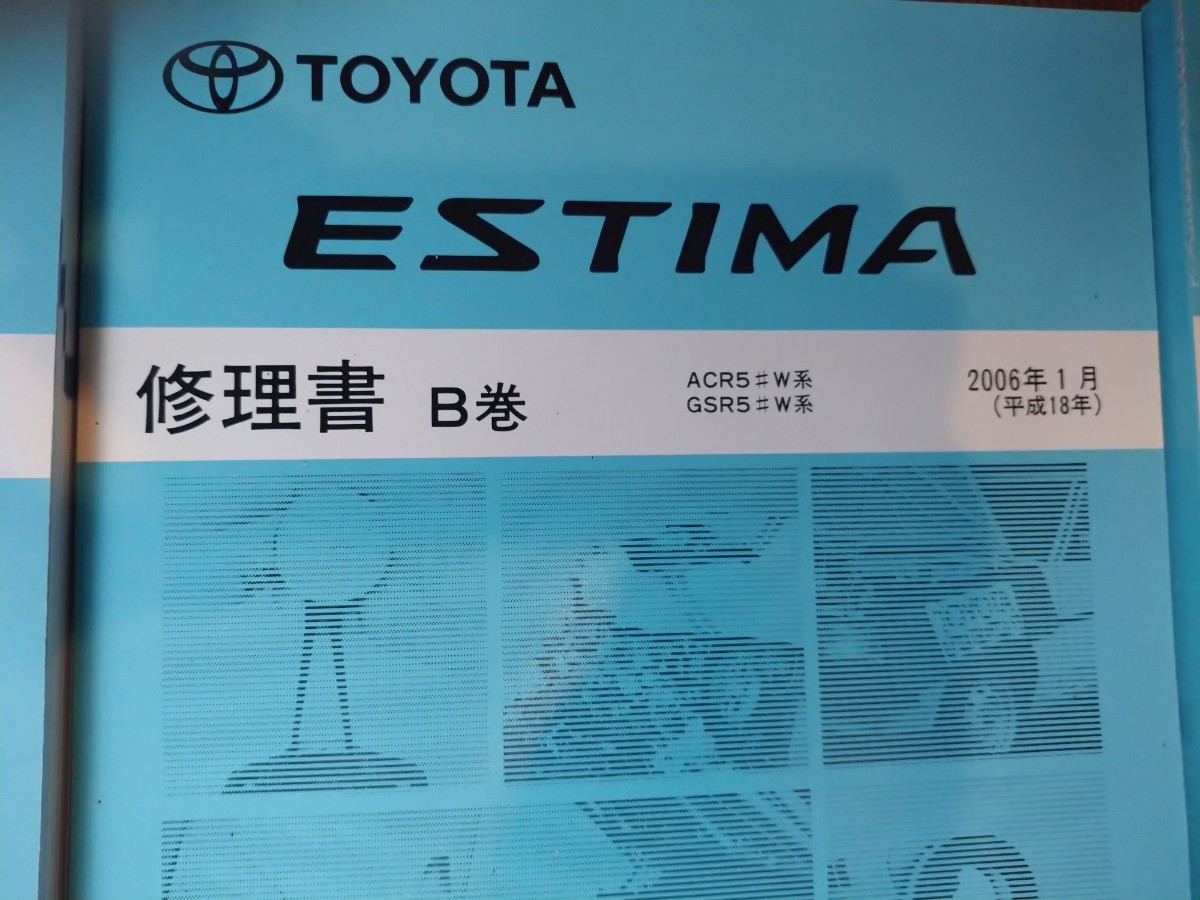 TOYOTA
ESTIMA
修理書 B巻
ACR5♯W系
GSR5♯W系
2006年1月
(平成18年)